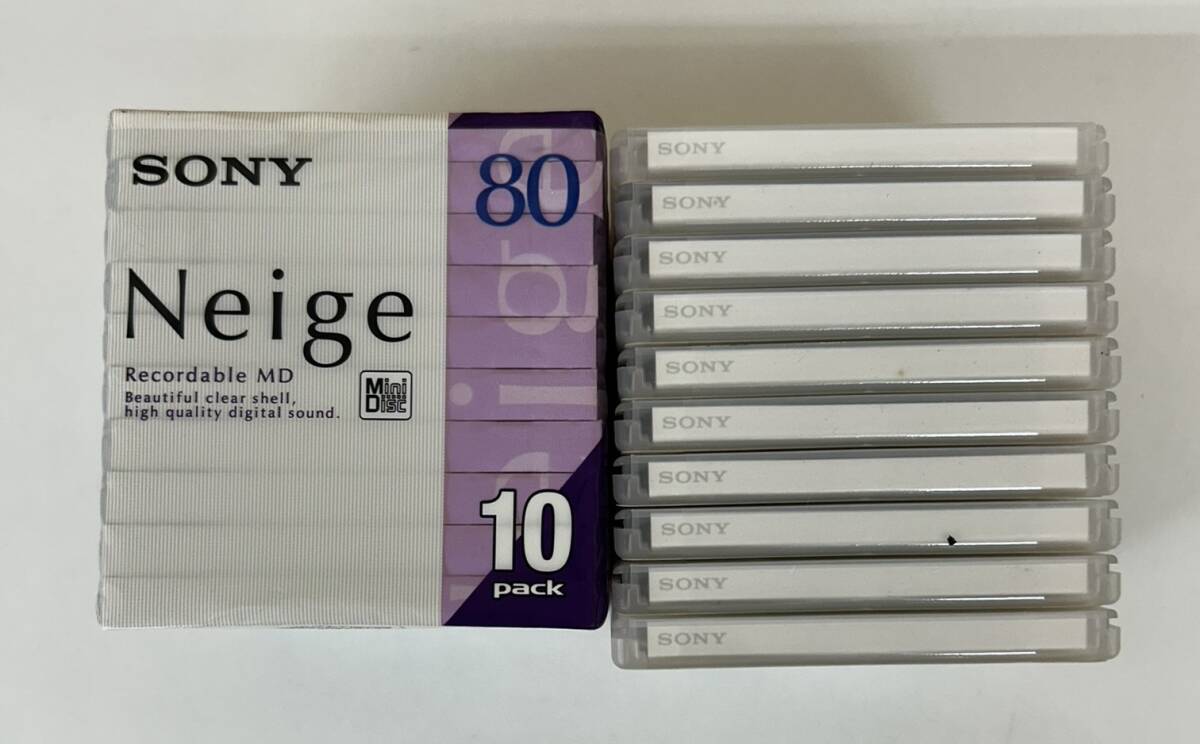 SONY
80
Neige
Recordable MD
Beautiful clear shell,
high quality digital sound.
Mini
Disc
10
pack
SONY
SONY
SONY
SONY
SONY
SONY
SONY
SONY
SONY
SONY